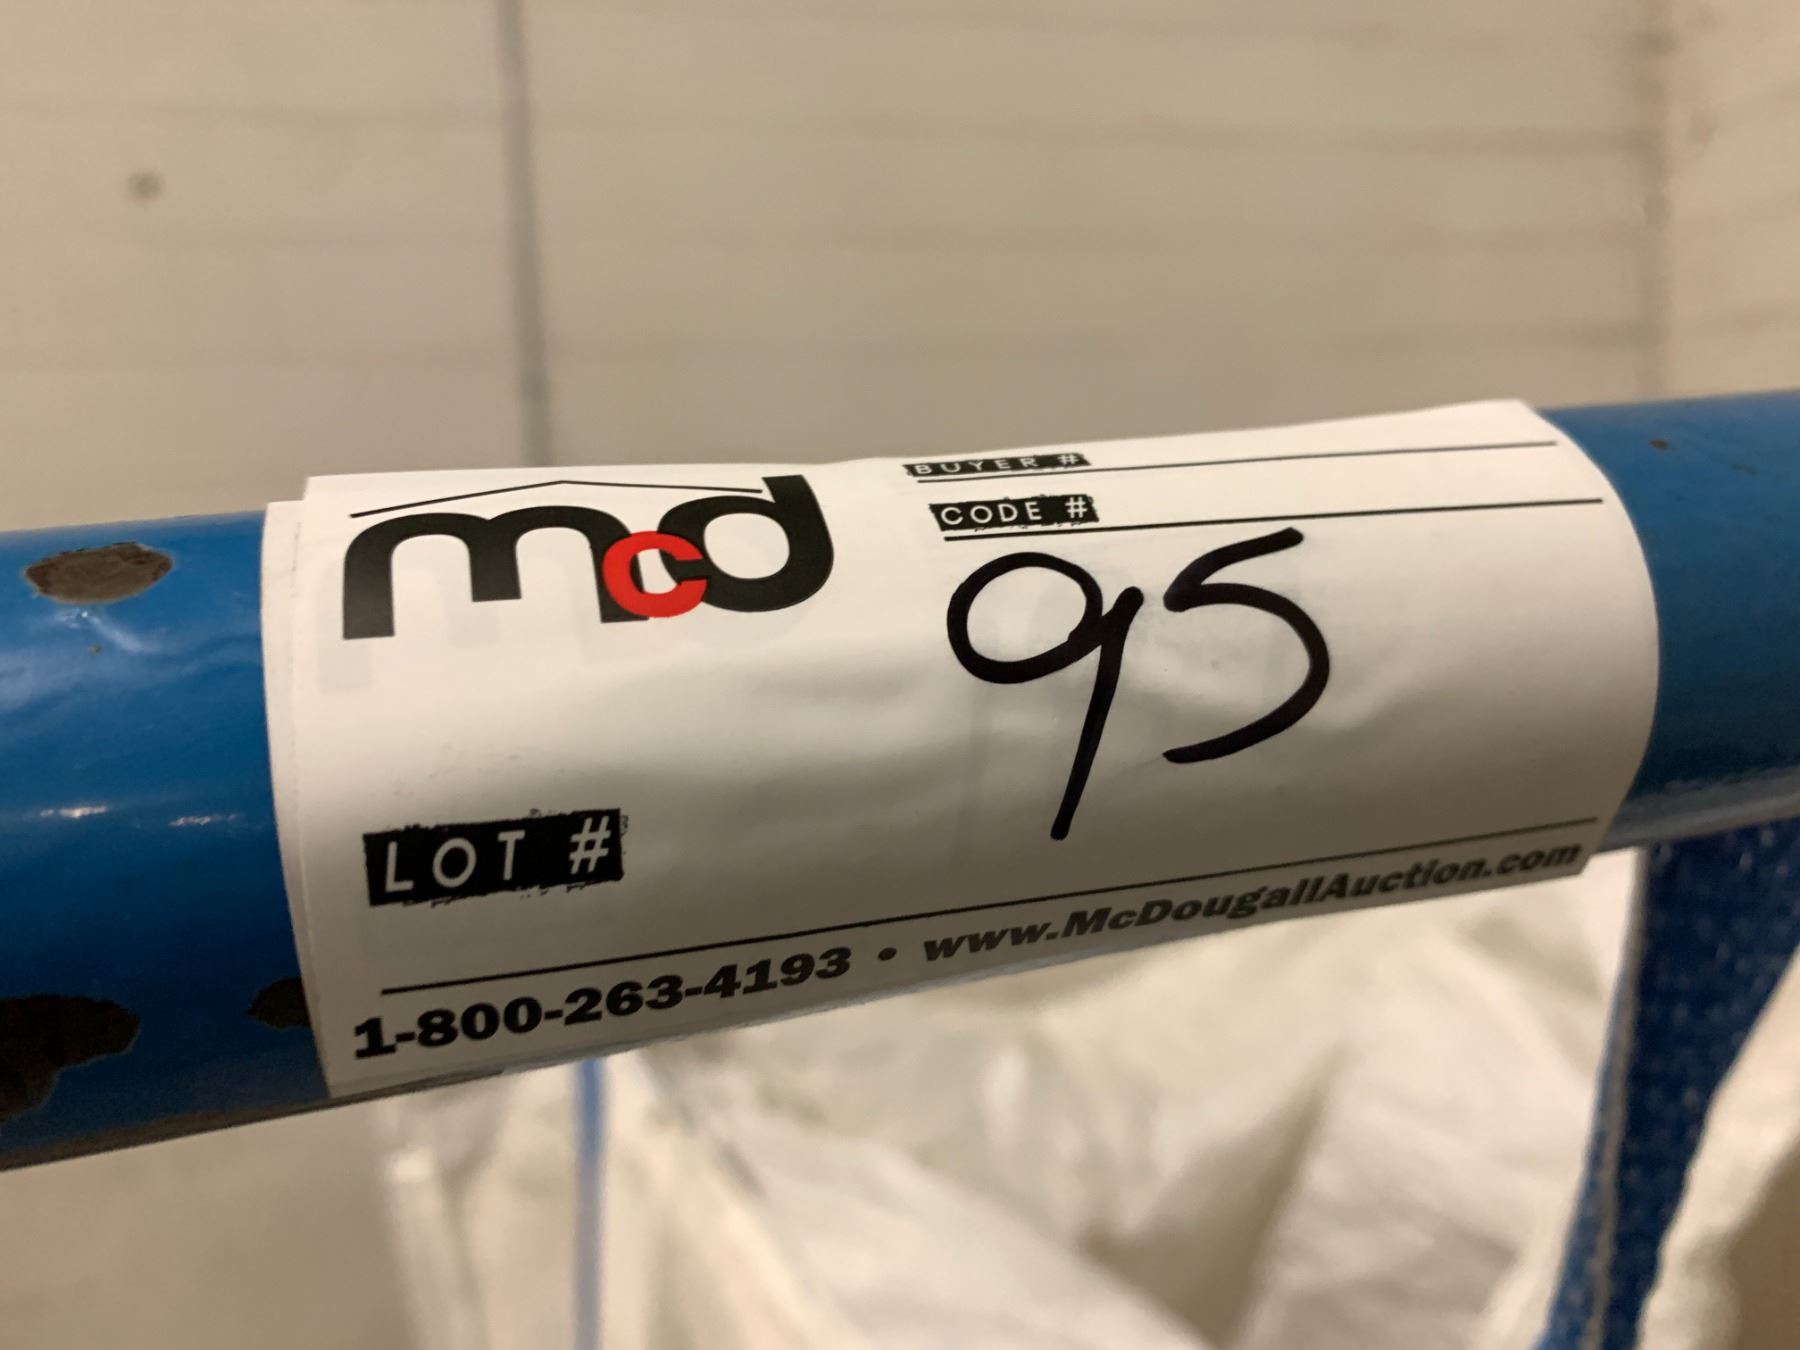 mcd
BUYER #
CODE #
95
LOT #
1-800-263-4193 • www.McDougallAuction.com